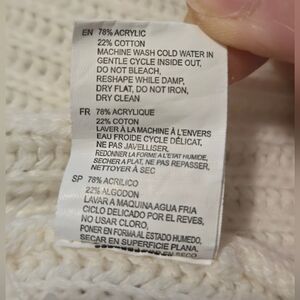 EN 78% ACRYLIC
22% COTTON
MACHINE WASH COLD WATER IN
GENTLE CYCLE INSIDE OUT,
DO NOT BLEACH,
RESHAPE WHILE DAMP,
DRY FLAT, DO NOT IRON,
DRY CLEAN
FR 78% ACRYLIQUE
22% COTON
LAVER À LA MACHINE À L'ENVERS
EAU FROIDE CYCLE DÉLICAT,
NE PAS JAVELLISER,
REDONNER LA FORME A L'ETAT HUMIDE,
SECHER A PLAT, NE PAS REPASSER,
NETTOYER À SEC
SP 78% ACRILICO
22% ALGODON
LAVAR A MAQUINA AGUA FRIA
CICLO DELICADO POR EL REVES,
NO USAR CLORO,
PONER EN FORMA AL ESTADO HUMEDO,
SECAR EN SUPERFICIE PLANA,
EN SECO